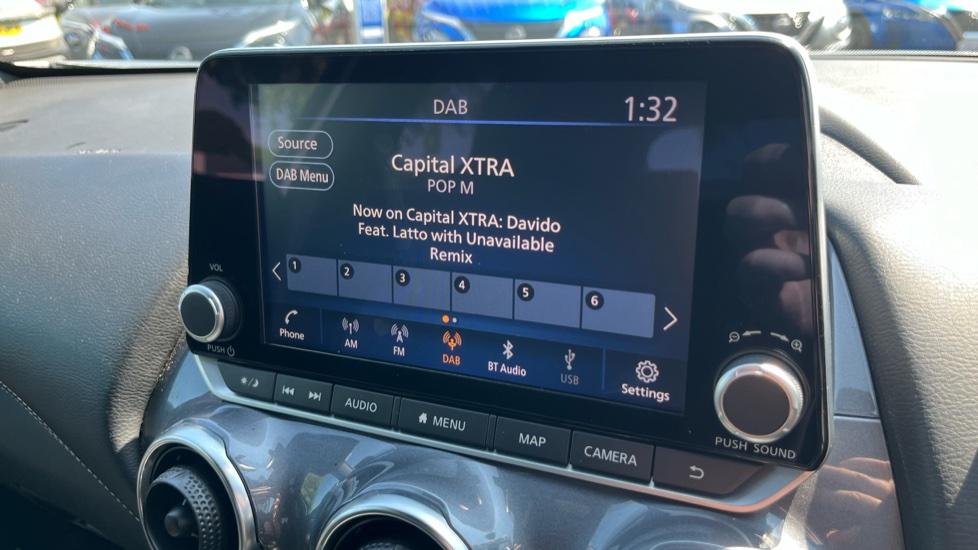 DAB
1:32
Source
DAB Menu
Capital XTRA
POP M
Now on Capital XTRA: Davido
Feat. Latto with Unavailable
Remix
1 2 3 4 5 6
Phone AM FM DAB BT Audio USB Settings
VOL
PUSH
AUDIO MENU MAP CAMERA
PUSH SOUND